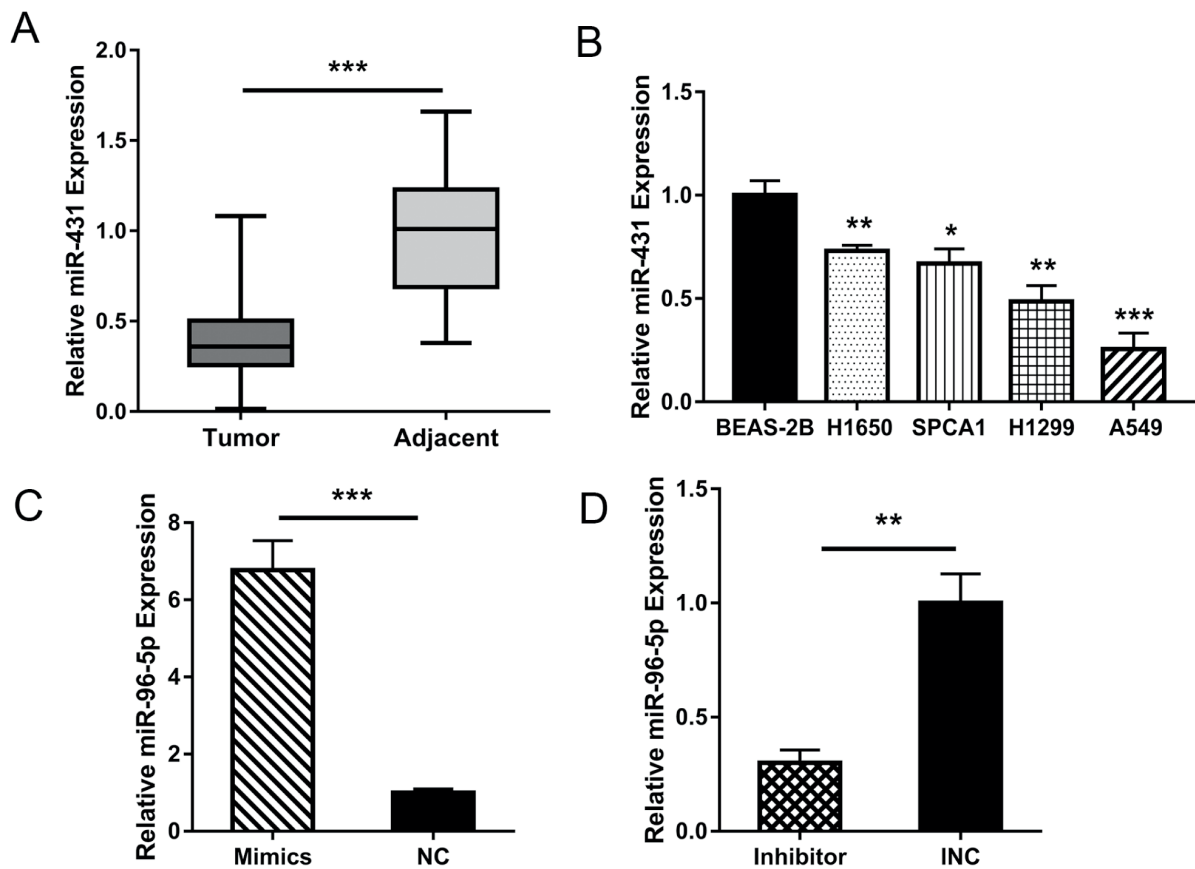 A
Relative miR-431 Expression
2.0
1.5
1.0
0.5
0.0
***
Tumor
Adjacent
B
Relative miR-431 Expression
1.5
1.0
0.5
0.0
**
*
**
***
BEAS-2B
H1650
SPCA1
H1299
A549
C
Relative miR-96-5p Expression
8
6
4
2
0
***
Mimics
NC
D
Relative miR-96-5p Expression
1.5
1.0
0.5
0.0
**
Inhibitor
INC